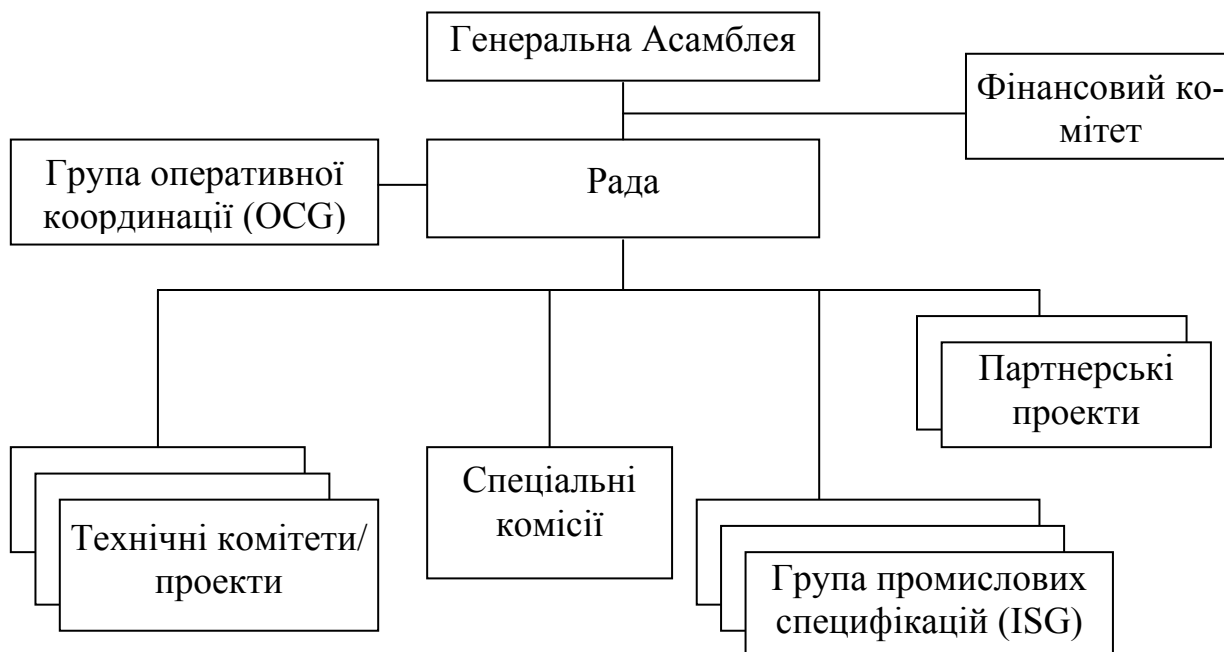 Генеральна Асамблея
Фінансовий ко-
мітет
Група оперативної
координації (OCG)
Рада
Партнерські
проекти
Технічні комітети/
проекти
Спеціальні
комісії
Група промислових
специфікацій (ISG)